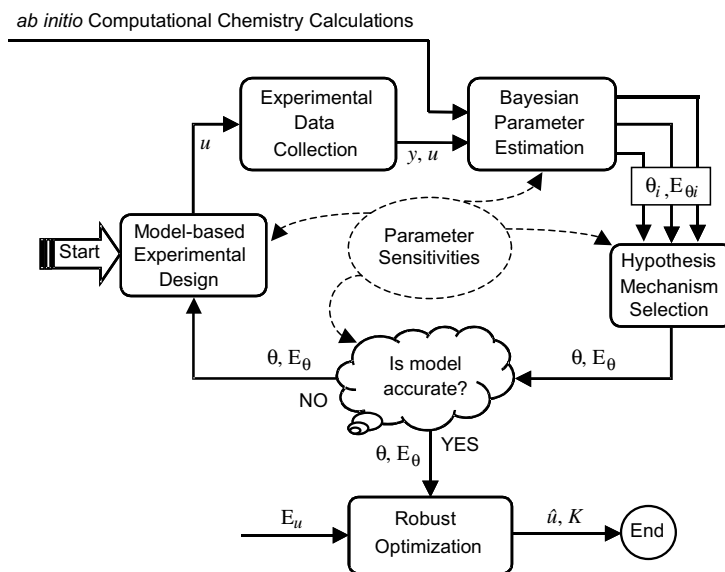 ab initio Computational Chemistry Calculations
Experimental
Data
Collection
Bayesian
Parameter
Estimation
u
y, u
θi ,Eθi
Start
Model-based
Experimental
Design
Parameter
Sensitivities
Hypothesis
Mechanism
Selection
θ, Eθ
Is model
accurate?
θ, Eθ
NO
YES
θ, Eθ
Eu
Robust
Optimization
û, K
End